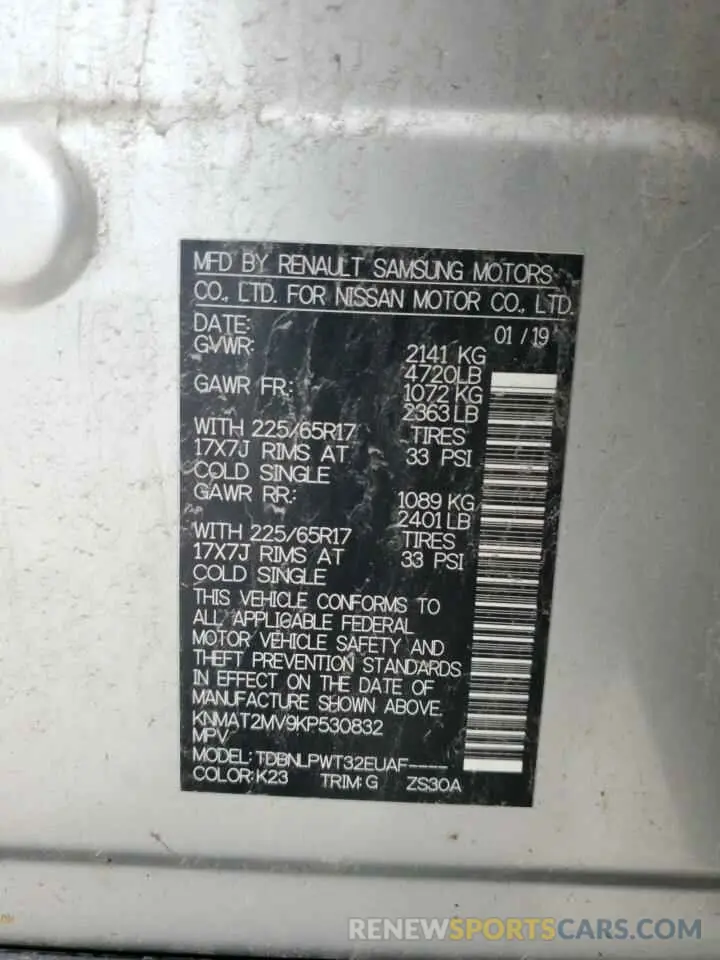 MFD BY RENAULT SAMSUNG MOTORS
CO., LTD. FOR NISSAN MOTOR CO., LTD.
DATE: 01 / 19
GVWR: 2141 KG
4720LB
GAWR FR: 1072 KG
2363 LB
WITH 225/65R17 TIRES
17X7J RIMS AT 33 PSI
COLD SINGLE
GAWR RR: 1089 KG
2401 LB
WITH 225/65R17 TIRES
17X7J RIMS AT 33 PSI
COLD SINGLE
THIS VEHICLE CONFORMS TO
ALL APPLICABLE FEDERAL
MOTOR VEHICLE SAFETY AND
THEFT PREVENTION STANDARDS
IN EFFECT ON THE DATE OF
MANUFACTURE SHOWN ABOVE.
KNMAT2MV9KP530832
MPV
MODEL: TDBNLPWT32EUAF----
COLOR: K23 TRIM: G ZS30A
RENEWSPORTSCARS.COM